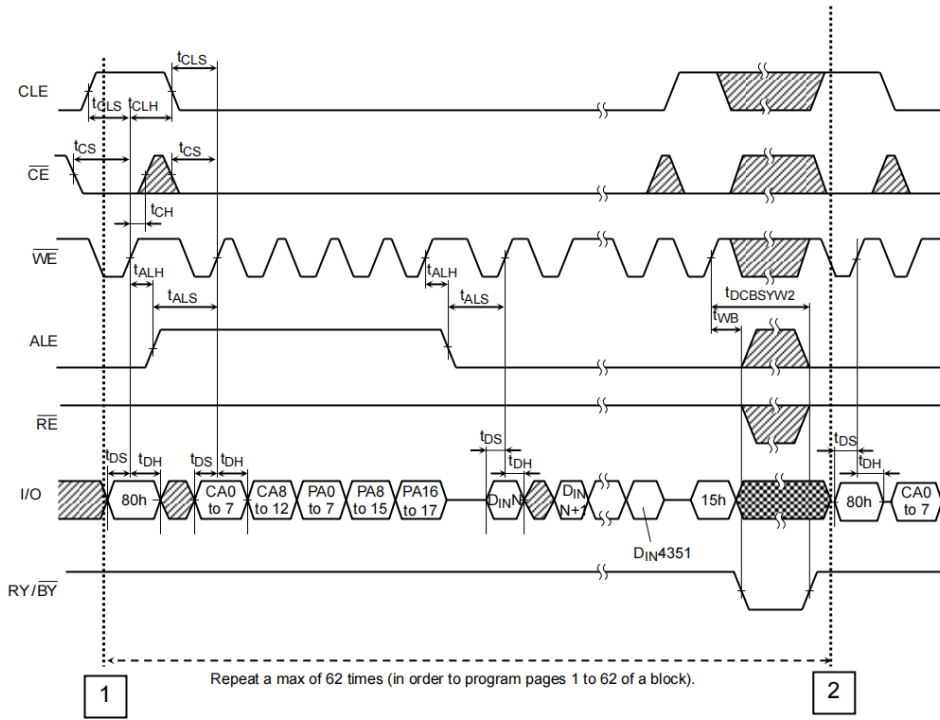 tCLS
CLE
tCLS tCLH
tCS tCS
CE
tCH
WE
tALH tALH
tALS tALS
tDCBSYW2
tWB
ALE
RE
tDS tDH tDS tDH tDS tDH tDS tDH
I/O
80h
CA0 to 7
CA8 to 12
PA0 to 7
PA8 to 15
PA16 to 17
DINN
DIN N+1
15h
80h
CA0 to 7
DIN4351
RY/BY
1
Repeat a max of 62 times (in order to program pages 1 to 62 of a block).
2